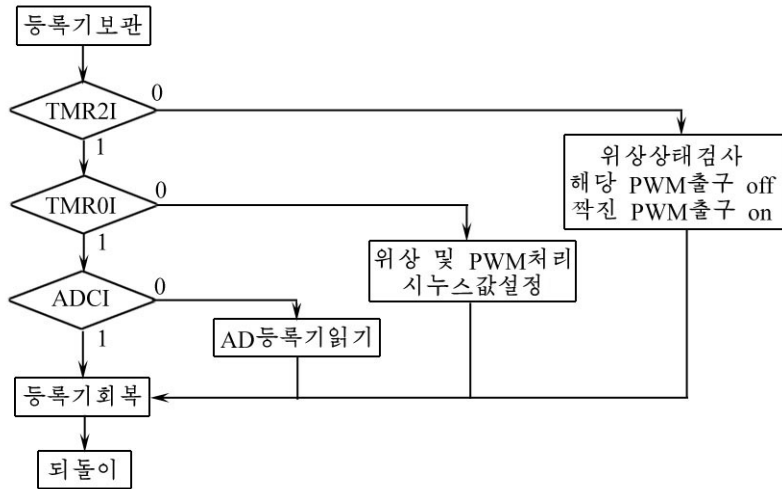 등록기보관
TMR2I
0
1
위상상태검사
해당 PWM출구 off
짝진 PWM출구 on
TMR0I
0
1
위상 및 PWM처리
시누스값설정
ADCI
0
1
AD등록기읽기
등록기회복
되돌이